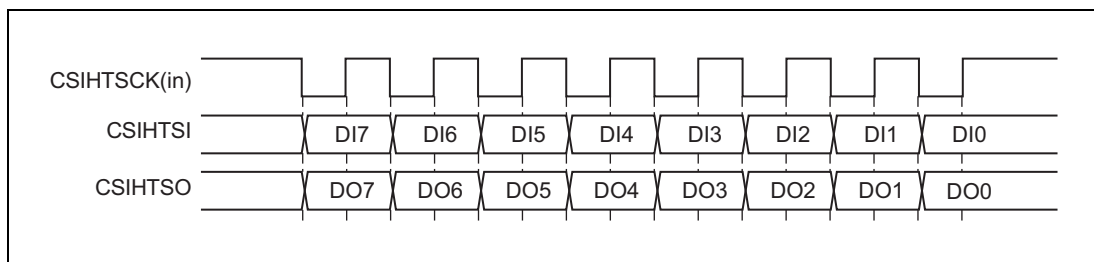 CSIHTSCK(in)
CSIHTSI DI7 DI6 DI5 DI4 DI3 DI2 DI1 DI0
CSIHTSO DO7 DO6 DO5 DO4 DO3 DO2 DO1 DO0